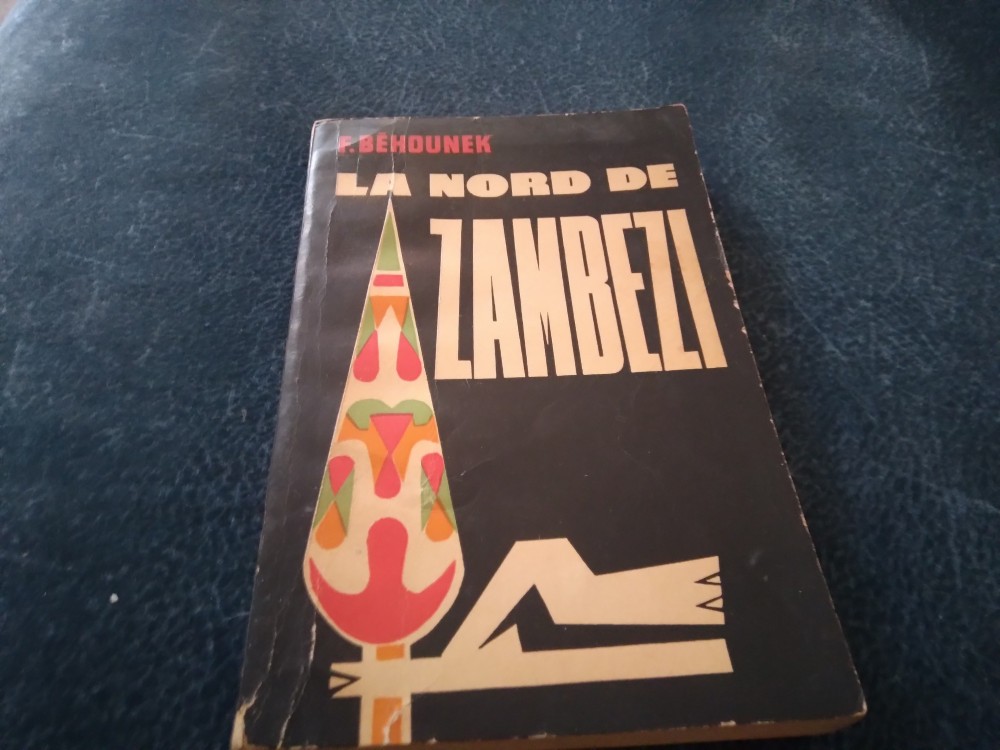 F. BĚHOUNEK
LA NORD DE
ZAMBEZI